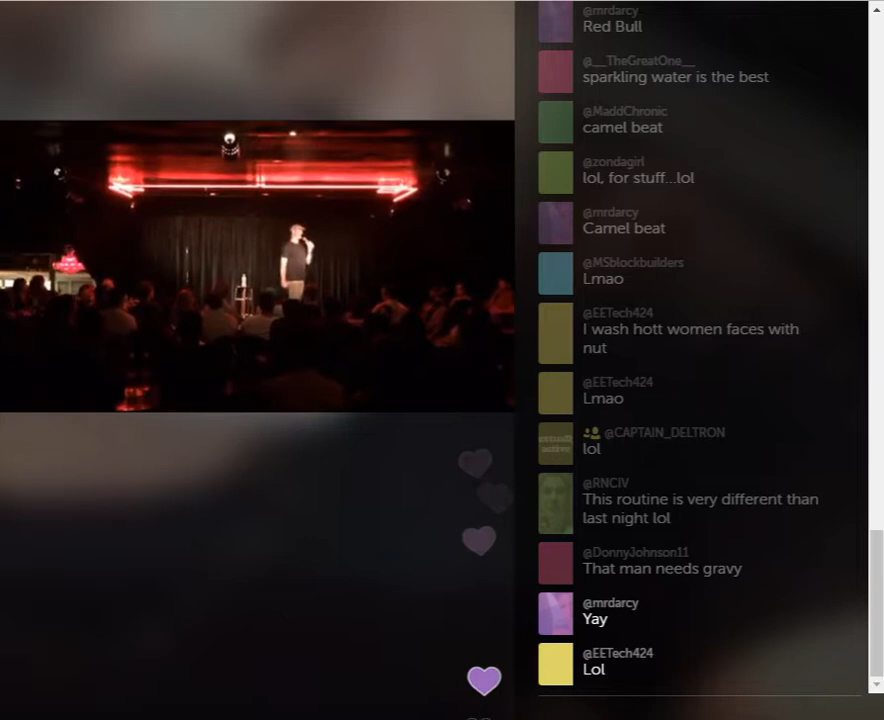 @mrdarcy
Red Bull
@__TheGreatOne__
sparkling water is the best
@MaddChronic
camel beat
@zondagirl
lol, for stuff...lol
@mrdarcy
Camel beat
@MSblockbuilders
Lmao
@EETech424
I wash hott women faces with
nut
@EETech424
Lmao
@CAPTAIN_DELTRON
lol
@RNCIV
This routine is very different than
last night lol
@DonnyJohnson11
That man needs gravy
@mrdarcy
Yay
@EETech424
Lol